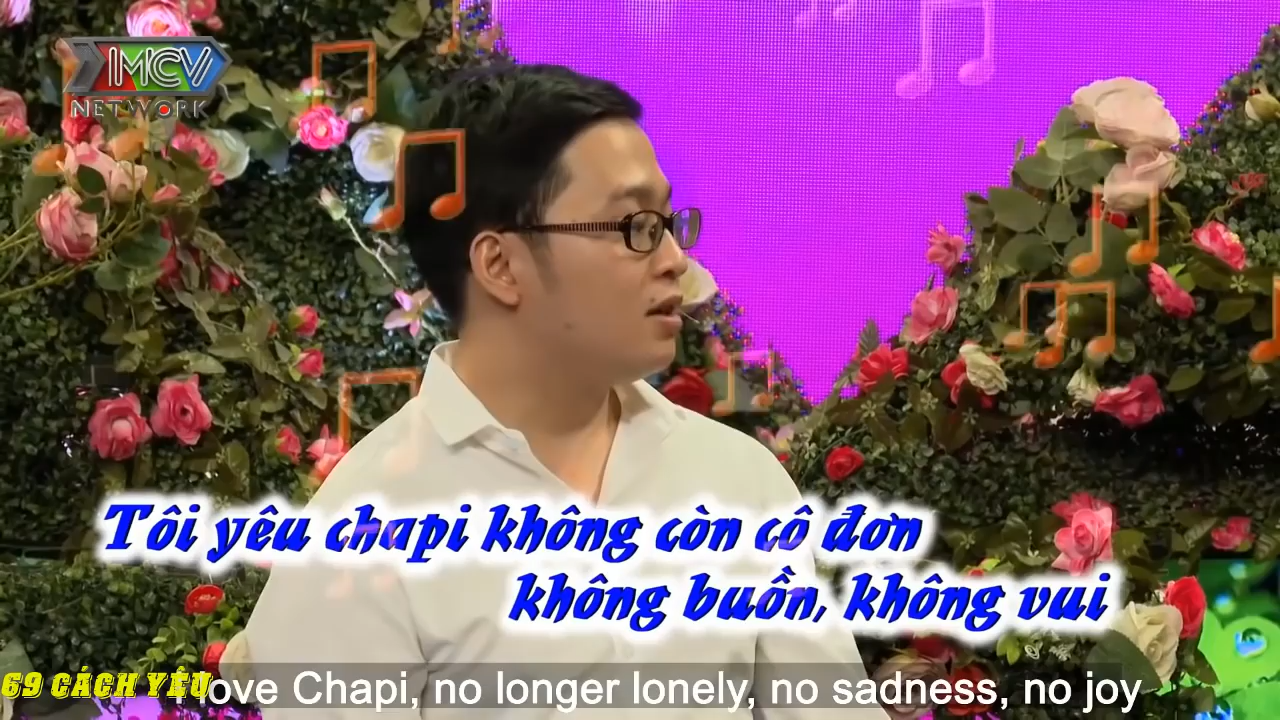 MCV
NETWORK
Tôi yêu chapi không còn cô đơn
không buồn, không vui
69 CÁCH YÊU
love Chapi, no longer lonely, no sadness, no joy